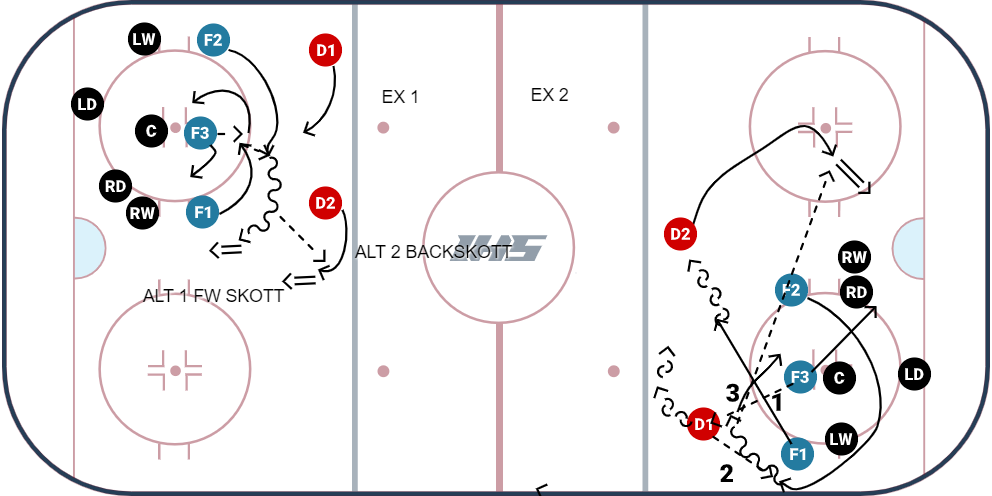 LW
F2
D1
LD
C
F3
RD
RW
F1
D2
EX 1
EX 2
ALT 2 BACKSKOTT
ALT 1 FW SKOTT
IHS
D2
RW
F2
RD
F3
C
LD
3
1
D1
LW
F1
2